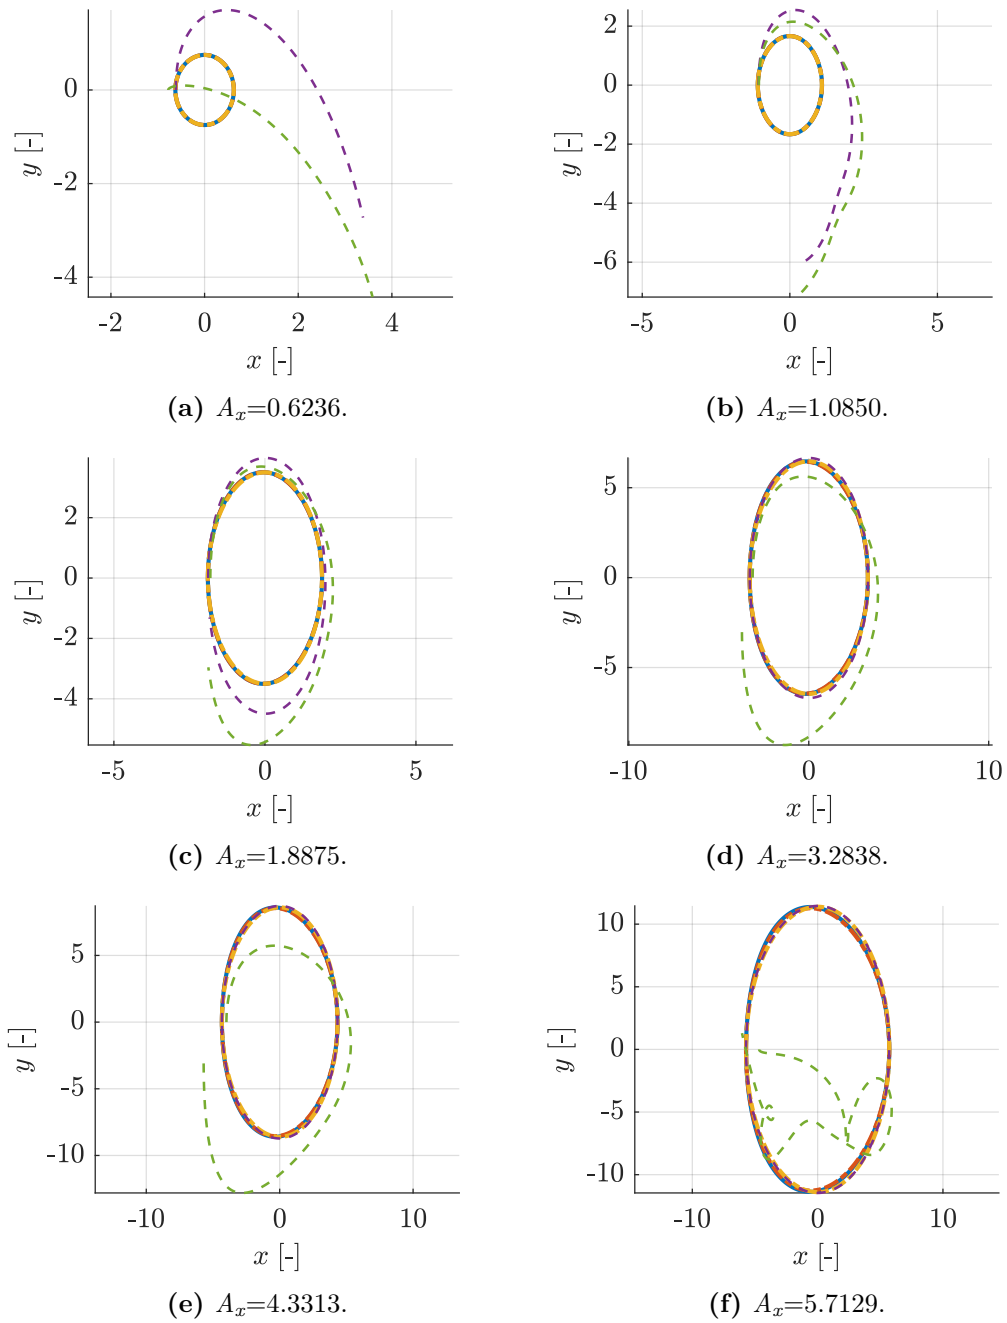 0
-2
-4
y [-]
-2 0 2 4
x [-]
(a) A_x=0.6236.
2
0
-2
-4
-6
y [-]
-5 0 5
x [-]
(b) A_x=1.0850.
2
0
-2
-4
y [-]
-5 0 5
x [-]
(c) A_x=1.8875.
5
0
-5
y [-]
-10 0 10
x [-]
(d) A_x=3.2838.
5
0
-5
-10
y [-]
-10 0 10
x [-]
(e) A_x=4.3313.
10
5
0
-5
-10
y [-]
-10 0 10
x [-]
(f) A_x=5.7129.